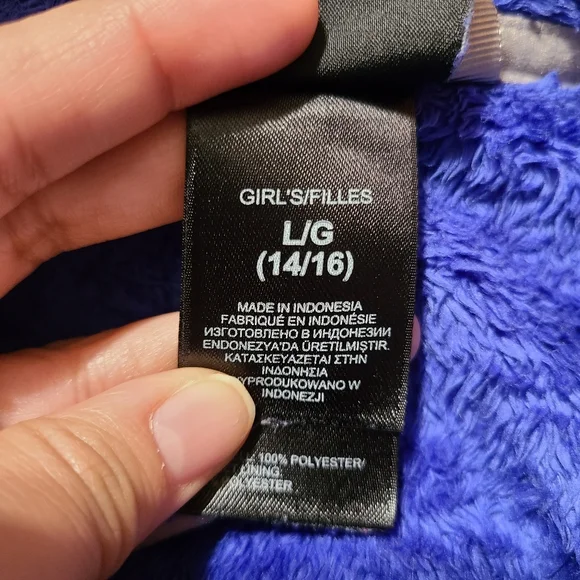 GIRL'S/FILLES
L/G
(14/16)
MADE IN INDONESIA
FABRIQUÉ EN INDONÉSIE
ИЗГОТОВЛЕНО В ИНДОНЕЗИИ
ENDONEZYA'DA ÜRETILMIŞTIR.
ΚΑΤΑΣΚΕΥΑΖΕΤΑΙ ΣΤΗΝ
ΙΝΔΟΝΗΣΙΑ
WYPRODUKOWANO W
INDONEZJI
100% POLYESTER/
LINING
POLYESTER